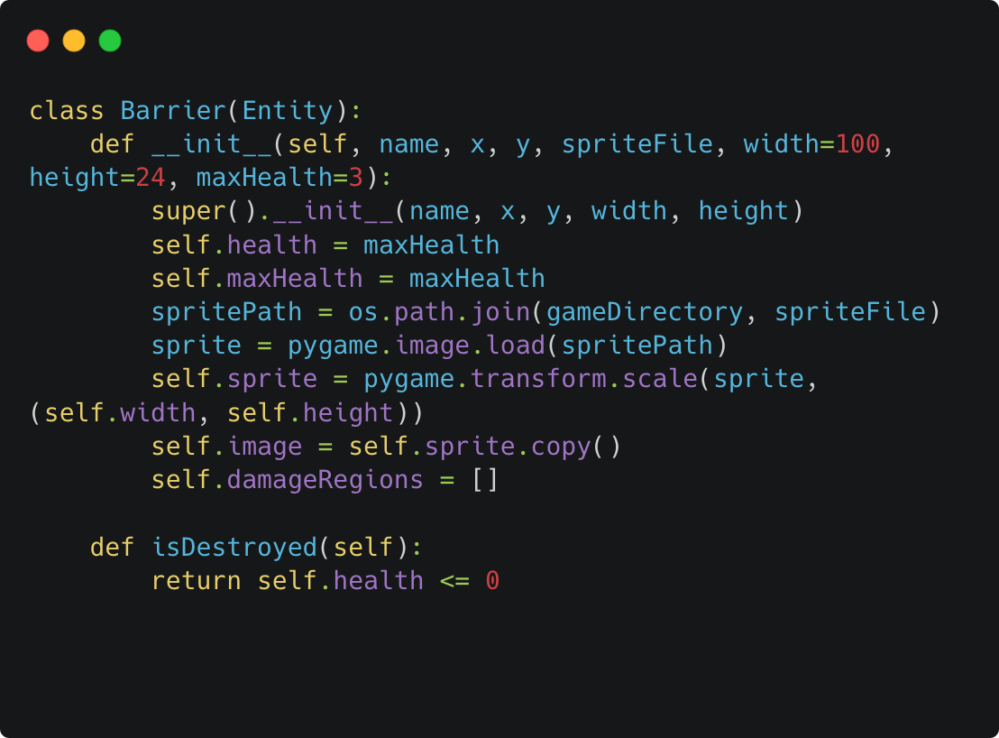 class Barrier(Entity):
    def __init__(self, name, x, y, spriteFile, width=100,
height=24, maxHealth=3):
        super().__init__(name, x, y, width, height)
        self.health = maxHealth
        self.maxHealth = maxHealth
        spritePath = os.path.join(gameDirectory, spriteFile)
        sprite = pygame.image.load(spritePath)
        self.sprite = pygame.transform.scale(sprite,
(self.width, self.height))
        self.image = self.sprite.copy()
        self.damageRegions = []

    def isDestroyed(self):
        return self.health <= 0